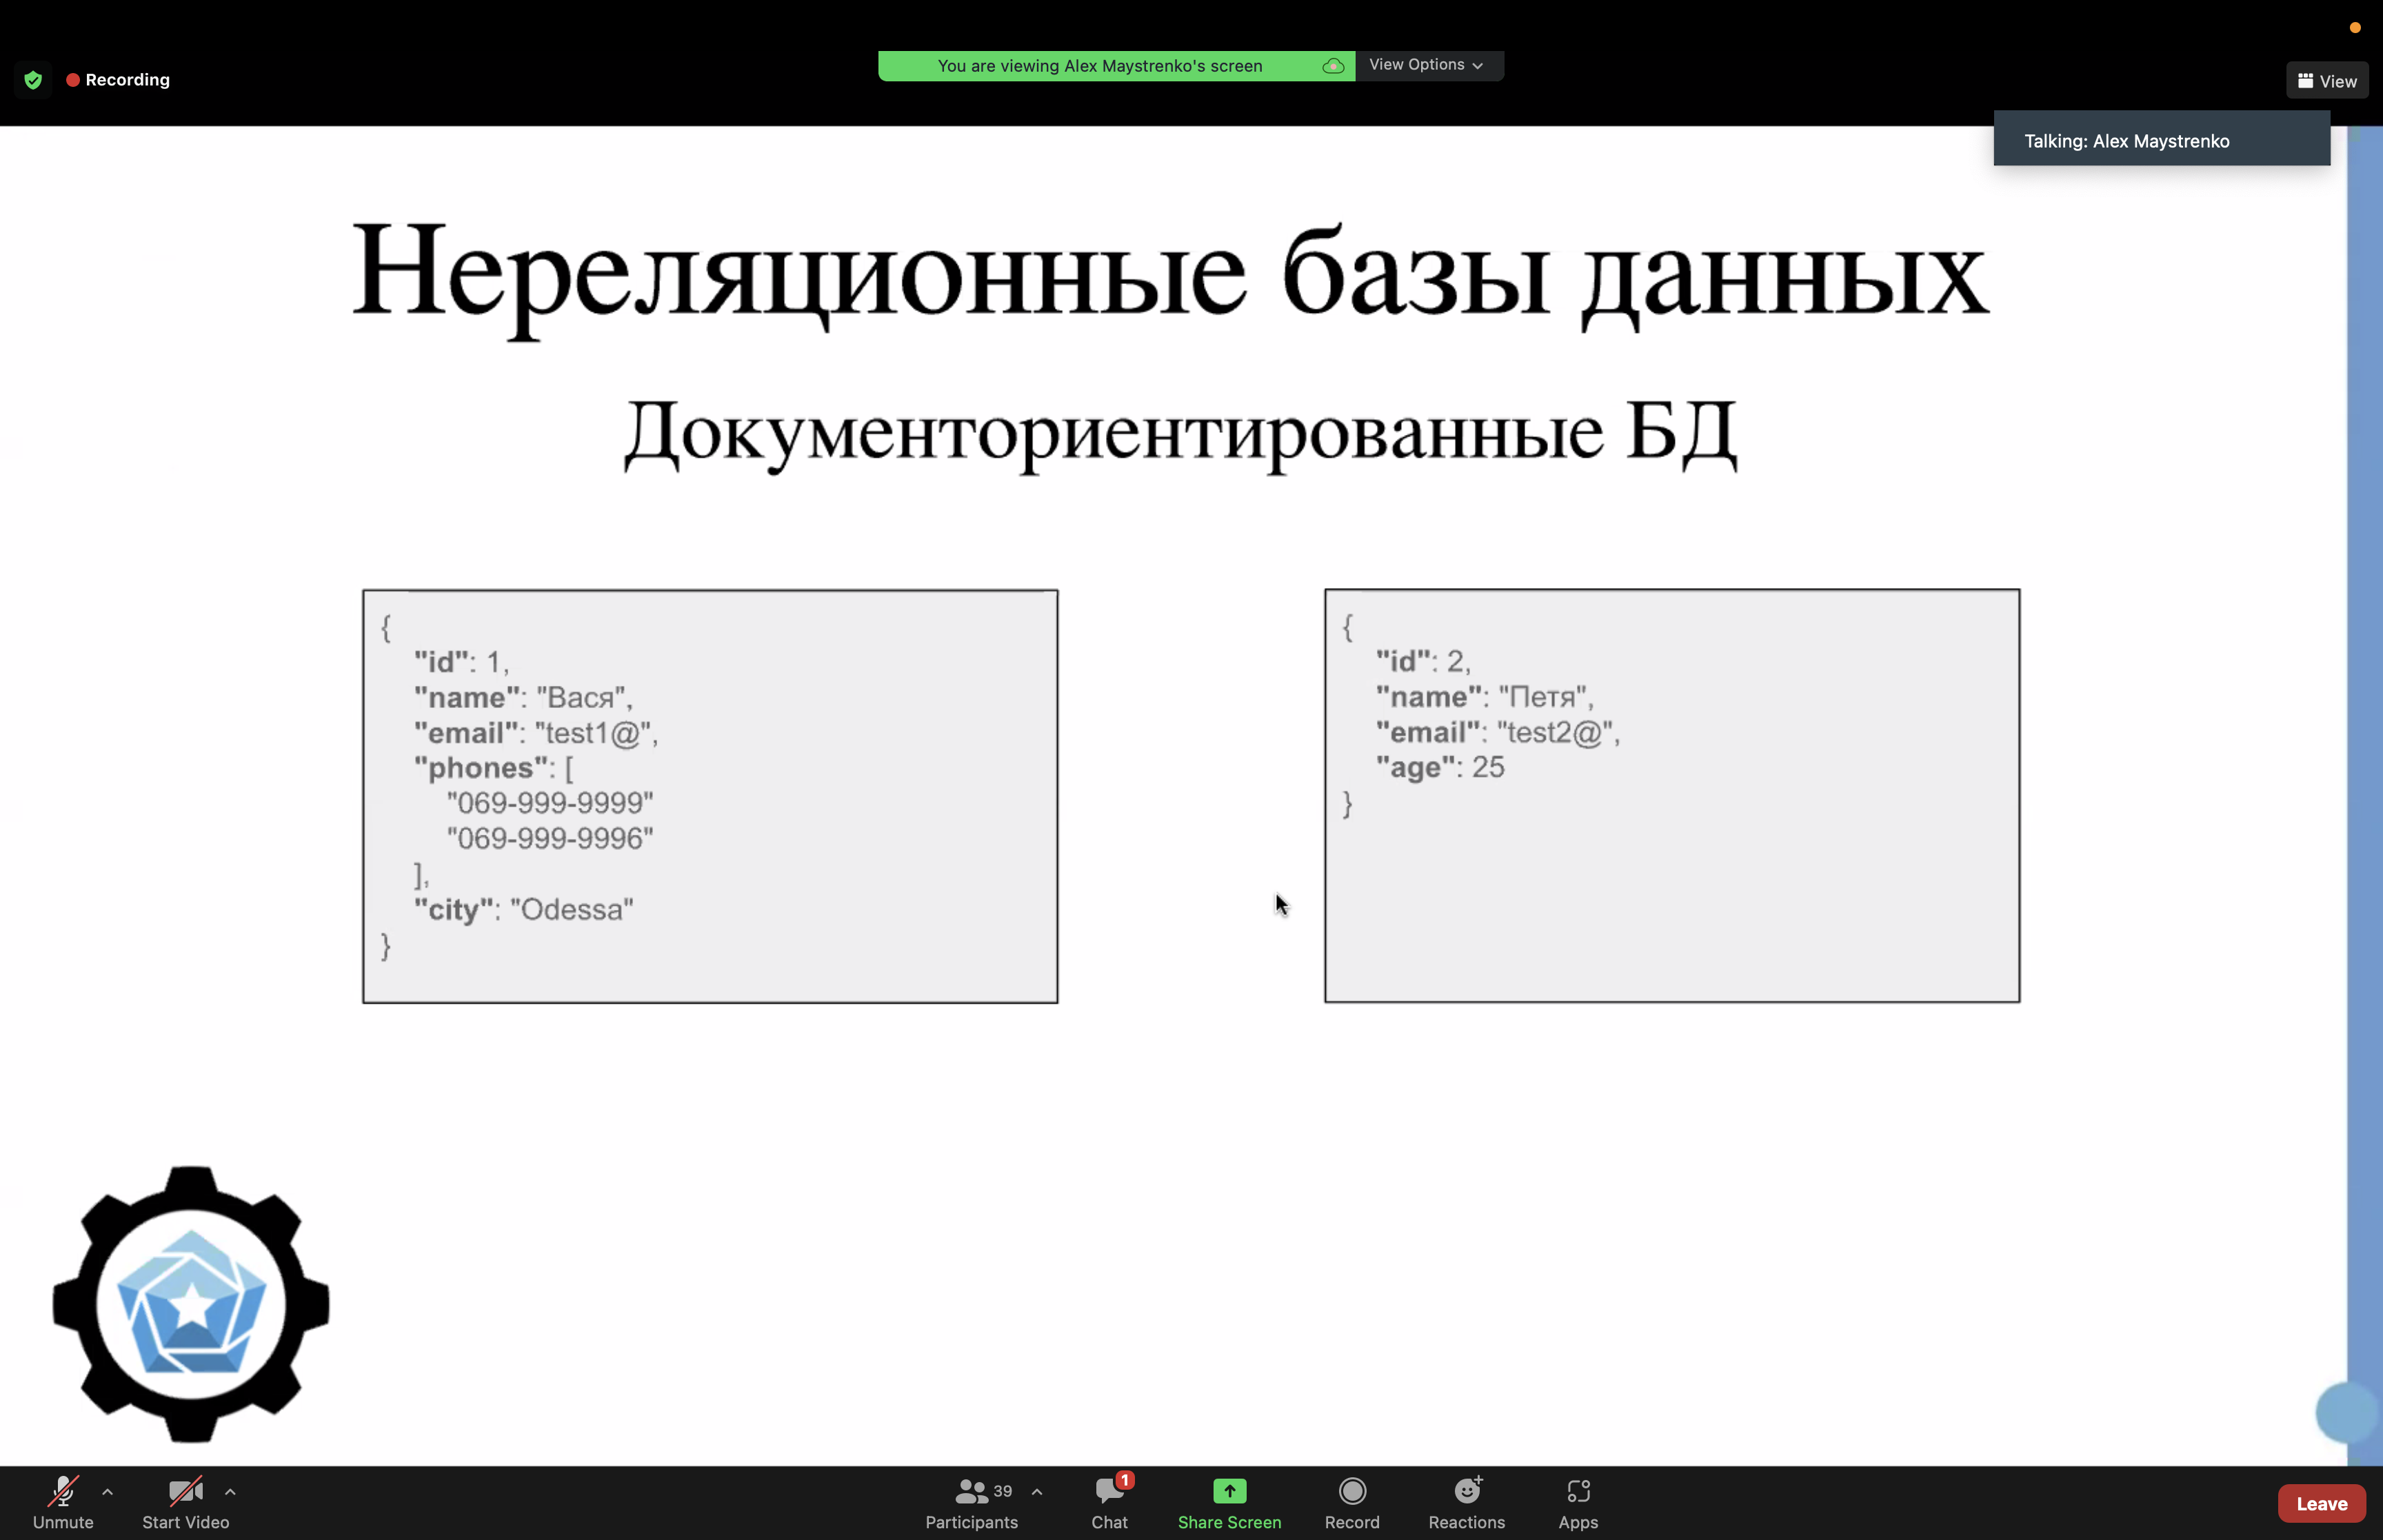 Recording
You are viewing Alex Maystrenko's screen
View Options
View
Talking: Alex Maystrenko
Нереляционные базы данных
Документориентированные БД
{
"id": 1,
"name": "Вася",
"email": "test1@",
"phones": [
"069-999-9999"
"069-999-9996"
],
"city": "Odessa"
}
{
"id": 2,
"name": "Петя",
"email": "test2@",
"age": 25
}
Unmute
Start Video
39
Participants
1
Chat
Share Screen
Record
Reactions
Apps
Leave